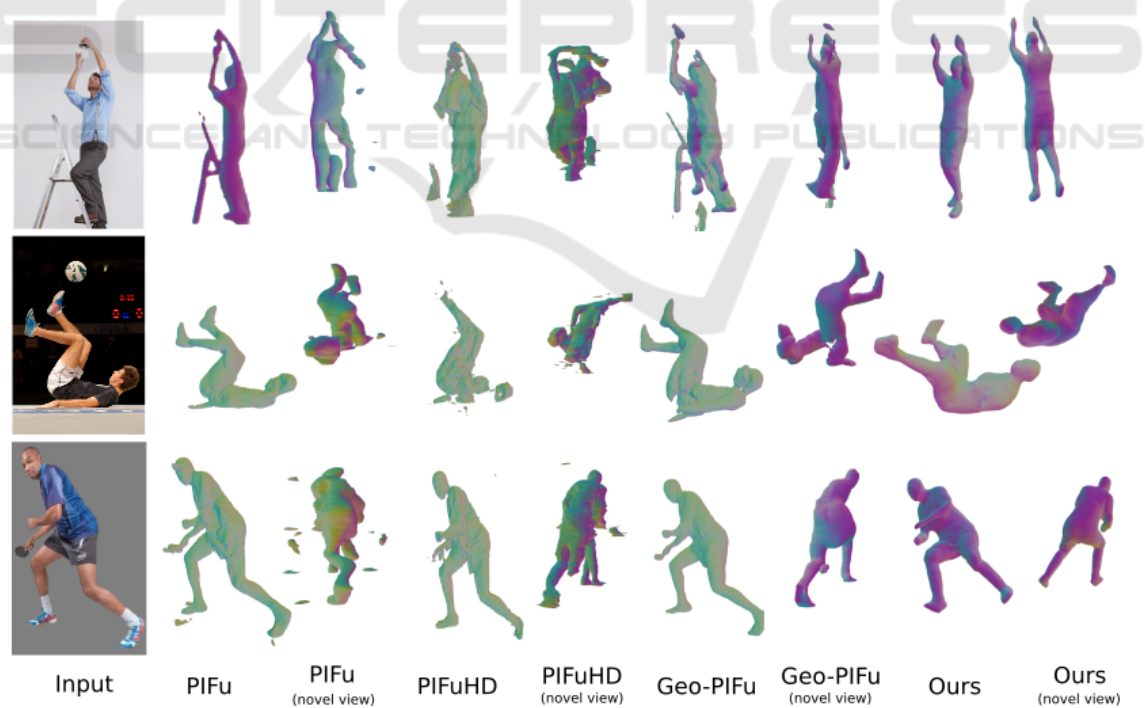 SCITEPRESS
SCIENCE AND TECHNOLOGY PUBLICATIONS
Input
PIFu
PIFu
(novel view)
PIFuHD
PIFuHD
(novel view)
Geo-PIFu
Geo-PIFu
(novel view)
Ours
Ours
(novel view)